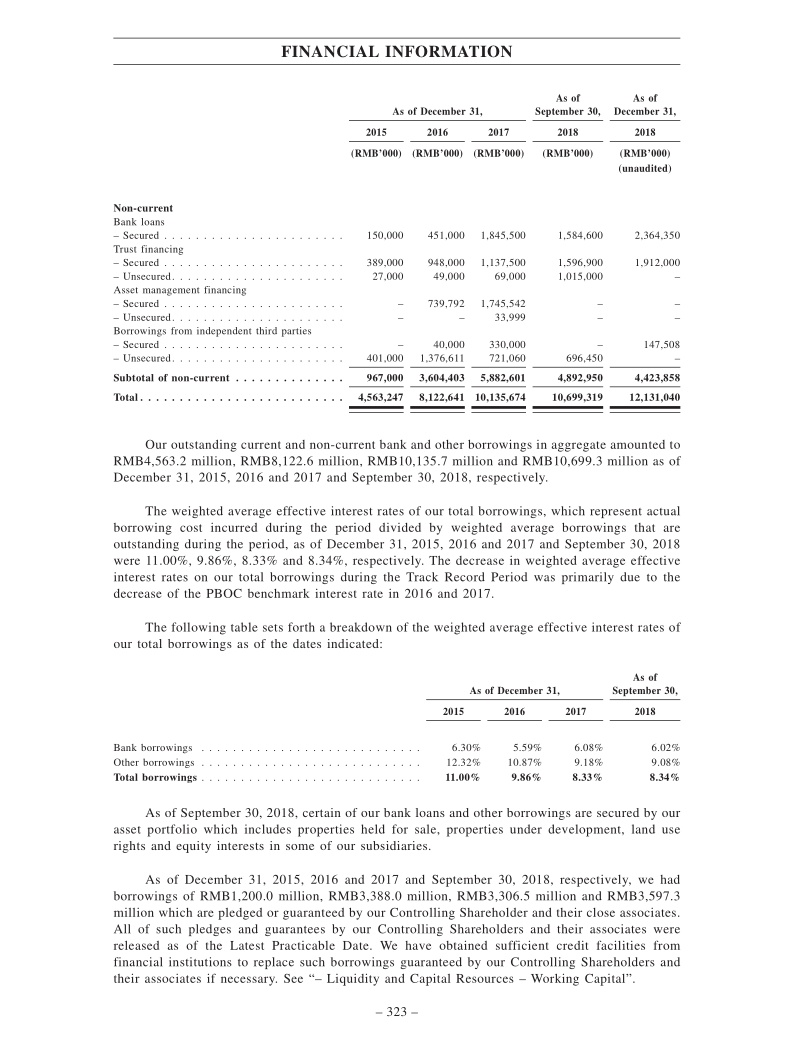 FINANCIAL INFORMATION
As of December 31, As of September 30, As of December 31,
2015 2016 2017 2018 2018
(RMB’000) (RMB’000) (RMB’000) (RMB’000) (RMB’000)
(unaudited)
Non-current
Bank loans
– Secured . . . . . . . . . . . . . . . . . . . . . . . 150,000 451,000 1,845,500 1,584,600 2,364,350
Trust financing
– Secured . . . . . . . . . . . . . . . . . . . . . . . 389,000 948,000 1,137,500 1,596,900 1,912,000
– Unsecured. . . . . . . . . . . . . . . . . . . . . . 27,000 49,000 69,000 1,015,000 –
Asset management financing
– Secured . . . . . . . . . . . . . . . . . . . . . . . – 739,792 1,745,542 – –
– Unsecured. . . . . . . . . . . . . . . . . . . . . . – – 33,999 – –
Borrowings from independent third parties
– Secured . . . . . . . . . . . . . . . . . . . . . . . – 40,000 330,000 – 147,508
– Unsecured. . . . . . . . . . . . . . . . . . . . . . 401,000 1,376,611 721,060 696,450 –
Subtotal of non-current . . . . . . . . . . . . . . 967,000 3,604,403 5,882,601 4,892,950 4,423,858
Total . . . . . . . . . . . . . . . . . . . . . . . . . . 4,563,247 8,122,641 10,135,674 10,699,319 12,131,040
Our outstanding current and non-current bank and other borrowings in aggregate amounted to
RMB4,563.2 million, RMB8,122.6 million, RMB10,135.7 million and RMB10,699.3 million as of
December 31, 2015, 2016 and 2017 and September 30, 2018, respectively.
The weighted average effective interest rates of our total borrowings, which represent actual
borrowing cost incurred during the period divided by weighted average borrowings that are
outstanding during the period, as of December 31, 2015, 2016 and 2017 and September 30, 2018
were 11.00%, 9.86%, 8.33% and 8.34%, respectively. The decrease in weighted average effective
interest rates on our total borrowings during the Track Record Period was primarily due to the
decrease of the PBOC benchmark interest rate in 2016 and 2017.
The following table sets forth a breakdown of the weighted average effective interest rates of
our total borrowings as of the dates indicated:
As of December 31, As of September 30,
2015 2016 2017 2018
Bank borrowings . . . . . . . . . . . . . . . . . . . . . . . . . . . . 6.30% 5.59% 6.08% 6.02%
Other borrowings . . . . . . . . . . . . . . . . . . . . . . . . . . . . 12.32% 10.87% 9.18% 9.08%
Total borrowings . . . . . . . . . . . . . . . . . . . . . . . . . . . . 11.00% 9.86% 8.33% 8.34%
As of September 30, 2018, certain of our bank loans and other borrowings are secured by our
asset portfolio which includes properties held for sale, properties under development, land use
rights and equity interests in some of our subsidiaries.
As of December 31, 2015, 2016 and 2017 and September 30, 2018, respectively, we had
borrowings of RMB1,200.0 million, RMB3,388.0 million, RMB3,306.5 million and RMB3,597.3
million which are pledged or guaranteed by our Controlling Shareholder and their close associates.
All of such pledges and guarantees by our Controlling Shareholders and their associates were
released as of the Latest Practicable Date. We have obtained sufficient credit facilities from
financial institutions to replace such borrowings guaranteed by our Controlling Shareholders and
their associates if necessary. See “– Liquidity and Capital Resources – Working Capital”.
– 323 –